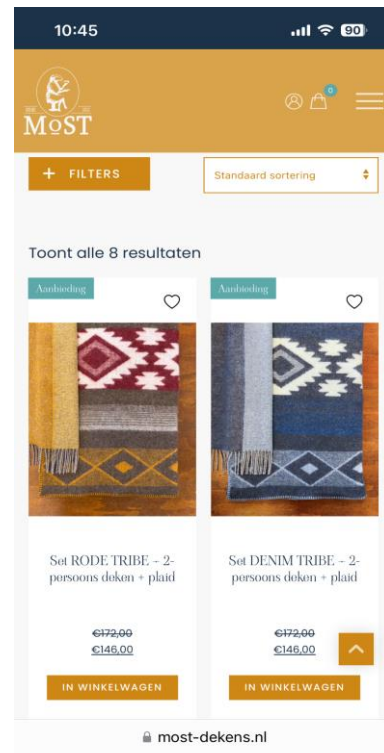 10:45
90
MOST
0
+ FILTERS
Standaard sortering
Toont alle 8 resultaten
Aanbieding
Aanbieding
Set RODE TRIBE – 2-
persoons deken + plaid
Set DENIM TRIBE – 2-
persoons deken + plaid
€172,00
€146,00
€172,00
€146,00
IN WINKELWAGEN
IN WINKELWAGEN
most-dekens.nl